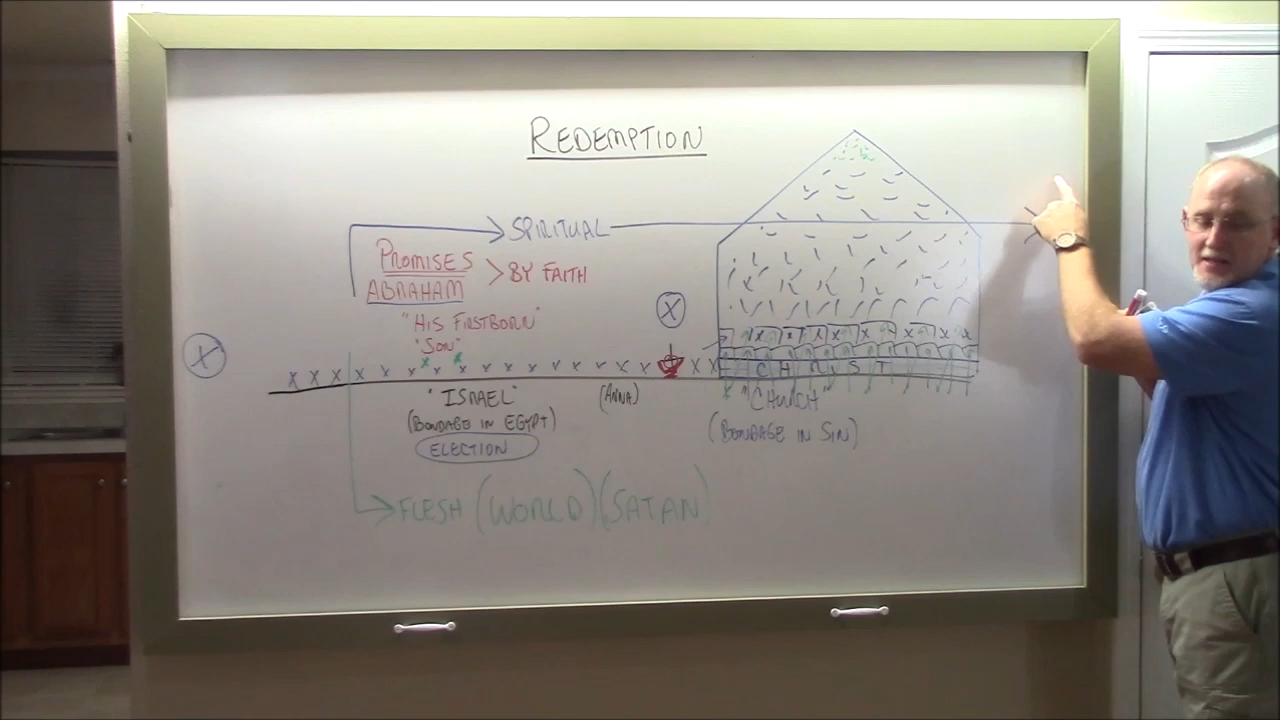 REDEMPTION
SPIRITUAL
PROMISES
ABRAHAM
> BY FAITH
"HIS FIRSTBORN"
"SON"
X
X
x x x x x x x x x x x x x x x x x
CHRIST
"ISRAEL"
(BONDAGE IN EGYPT)
ELECTION
(ANNA)
"CHURCH"
(BONDAGE IN SIN)
FLESH (WORLD) (SATAN)